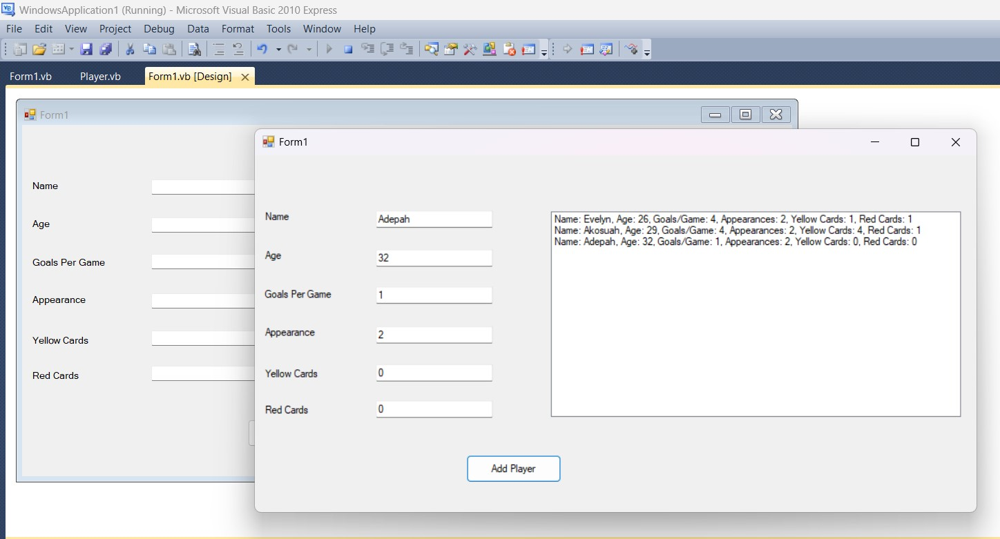 WindowsApplication1 (Running) - Microsoft Visual Basic 2010 Express
File Edit View Project Debug Data Format Tools Window Help
Form1.vb Player.vb Form1.vb [Design]
Form1
Name
Age
Goals Per Game
Appearance
Yellow Cards
Red Cards
Form1
Name Adepah
Age 32
Goals Per Game 1
Appearance 2
Yellow Cards 0
Red Cards 0
Name: Evelyn, Age: 26, Goals/Game: 4, Appearances: 2, Yellow Cards: 1, Red Cards: 1
Name: Akosuah, Age: 29, Goals/Game: 4, Appearances: 2, Yellow Cards: 4, Red Cards: 1
Name: Adepah, Age: 32, Goals/Game: 1, Appearances: 2, Yellow Cards: 0, Red Cards: 0
Add Player